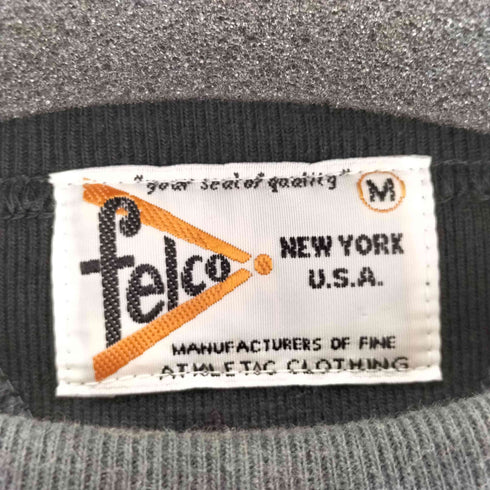 "your seal of quality"
M
felco
NEW YORK
U.S.A.
MANUFACTURERS OF FINE
ATHLETIC CLOTHING